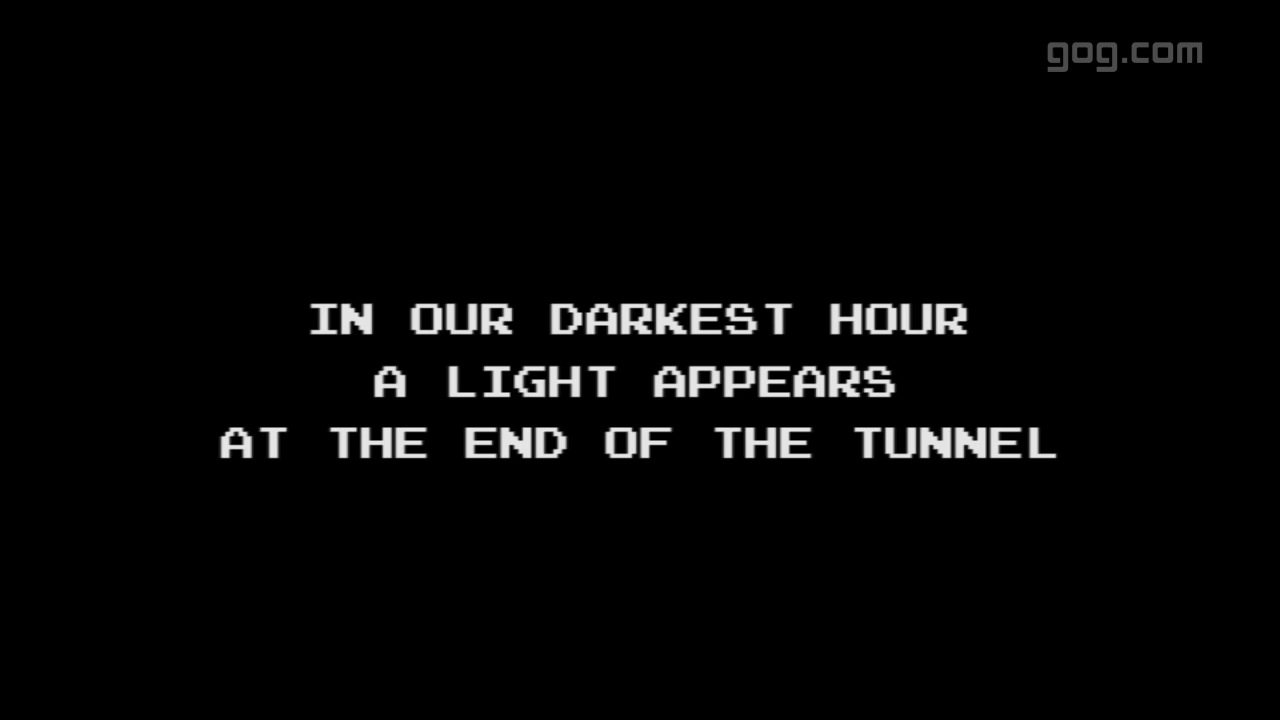 gog.com
IN OUR DARKEST HOUR
A LIGHT APPEARS
AT THE END OF THE TUNNEL